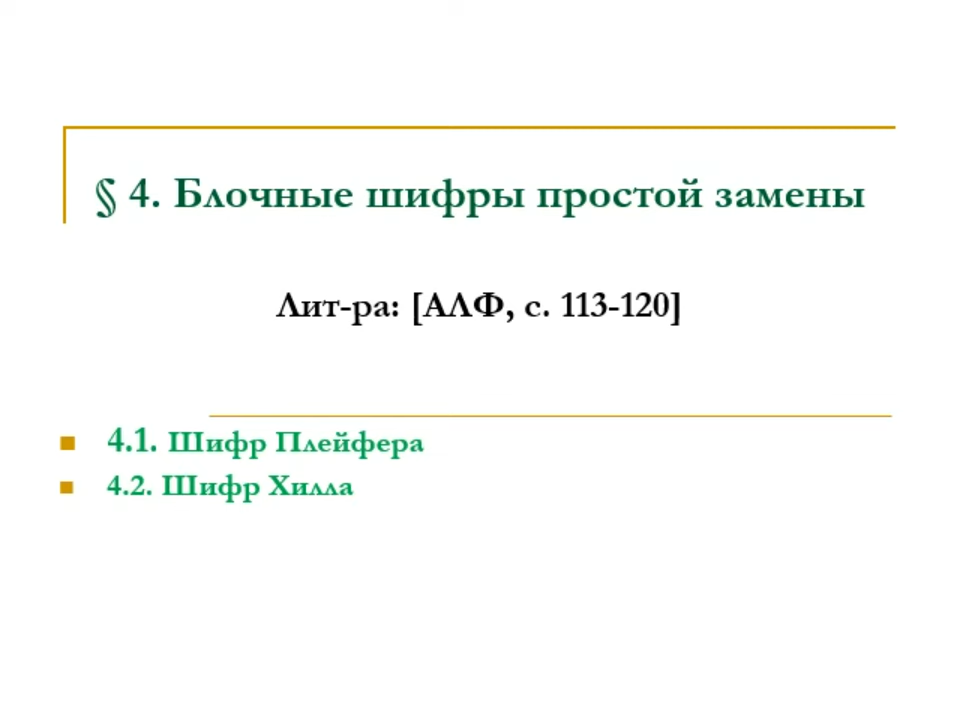 § 4. Блочные шифры простой замены
Лит-ра: [АЛФ, с. 113-120]
4.1. Шифр Плейфера
4.2. Шифр Хилла